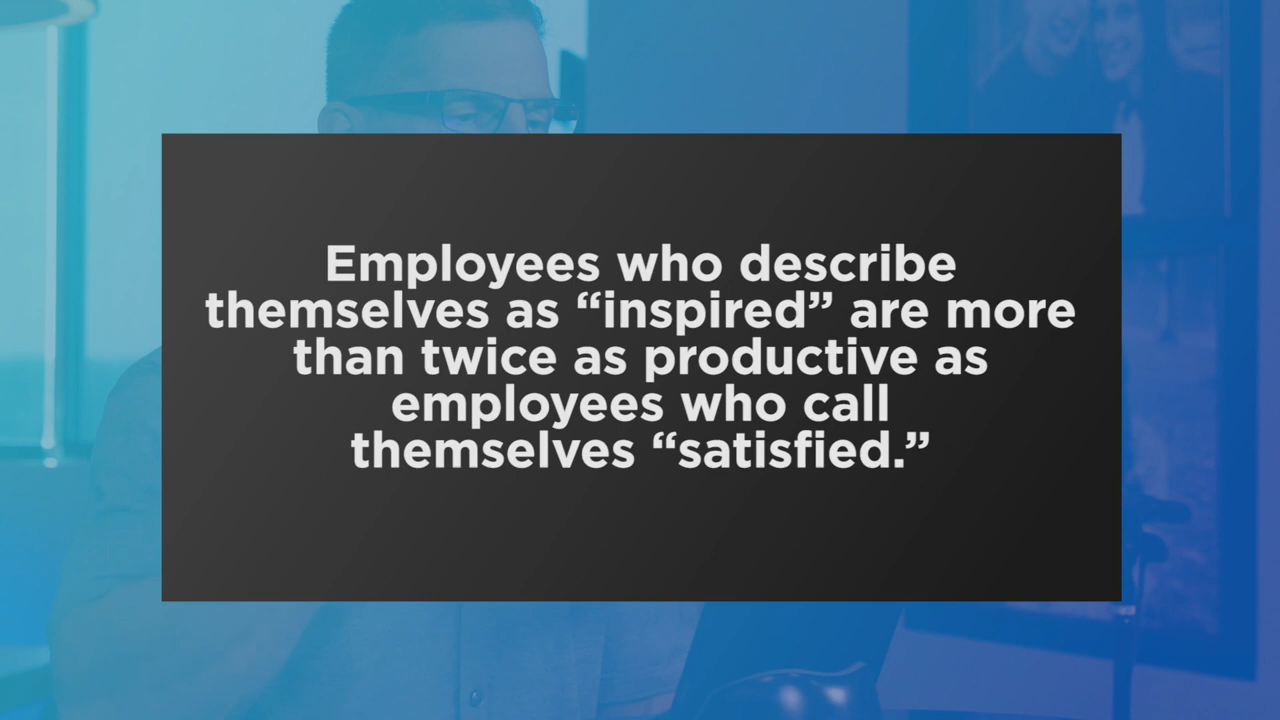 Employees who describe
themselves as “inspired” are more
than twice as productive as
employees who call
themselves “satisfied.”